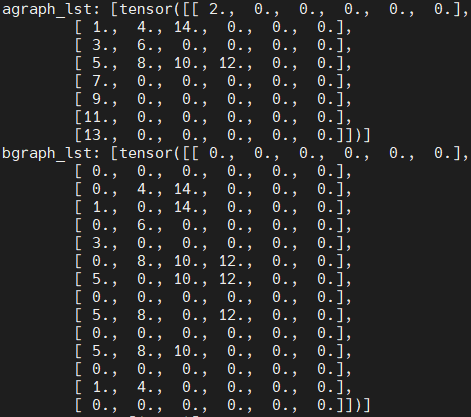 agraph_lst: [tensor([[ 2.,  0.,  0.,  0.,  0.,  0.],
        [ 1.,  4., 14.,  0.,  0.,  0.],
        [ 3.,  6.,  0.,  0.,  0.,  0.],
        [ 5.,  8., 10., 12.,  0.,  0.],
        [ 7.,  0.,  0.,  0.,  0.,  0.],
        [ 9.,  0.,  0.,  0.,  0.,  0.],
        [11.,  0.,  0.,  0.,  0.,  0.],
        [13.,  0.,  0.,  0.,  0.,  0.]])]
bgraph_lst: [tensor([[ 0.,  0.,  0.,  0.,  0.,  0.],
        [ 0.,  0.,  0.,  0.,  0.,  0.],
        [ 0.,  4., 14.,  0.,  0.,  0.],
        [ 1.,  0., 14.,  0.,  0.,  0.],
        [ 0.,  6.,  0.,  0.,  0.,  0.],
        [ 3.,  0.,  0.,  0.,  0.,  0.],
        [ 0.,  8., 10., 12.,  0.,  0.],
        [ 5.,  0., 10., 12.,  0.,  0.],
        [ 0.,  0.,  0.,  0.,  0.,  0.],
        [ 5.,  8.,  0., 12.,  0.,  0.],
        [ 0.,  0.,  0.,  0.,  0.,  0.],
        [ 5.,  8., 10.,  0.,  0.,  0.],
        [ 0.,  0.,  0.,  0.,  0.,  0.],
        [ 1.,  4.,  0.,  0.,  0.,  0.],
        [ 0.,  0.,  0.,  0.,  0.,  0.]])]